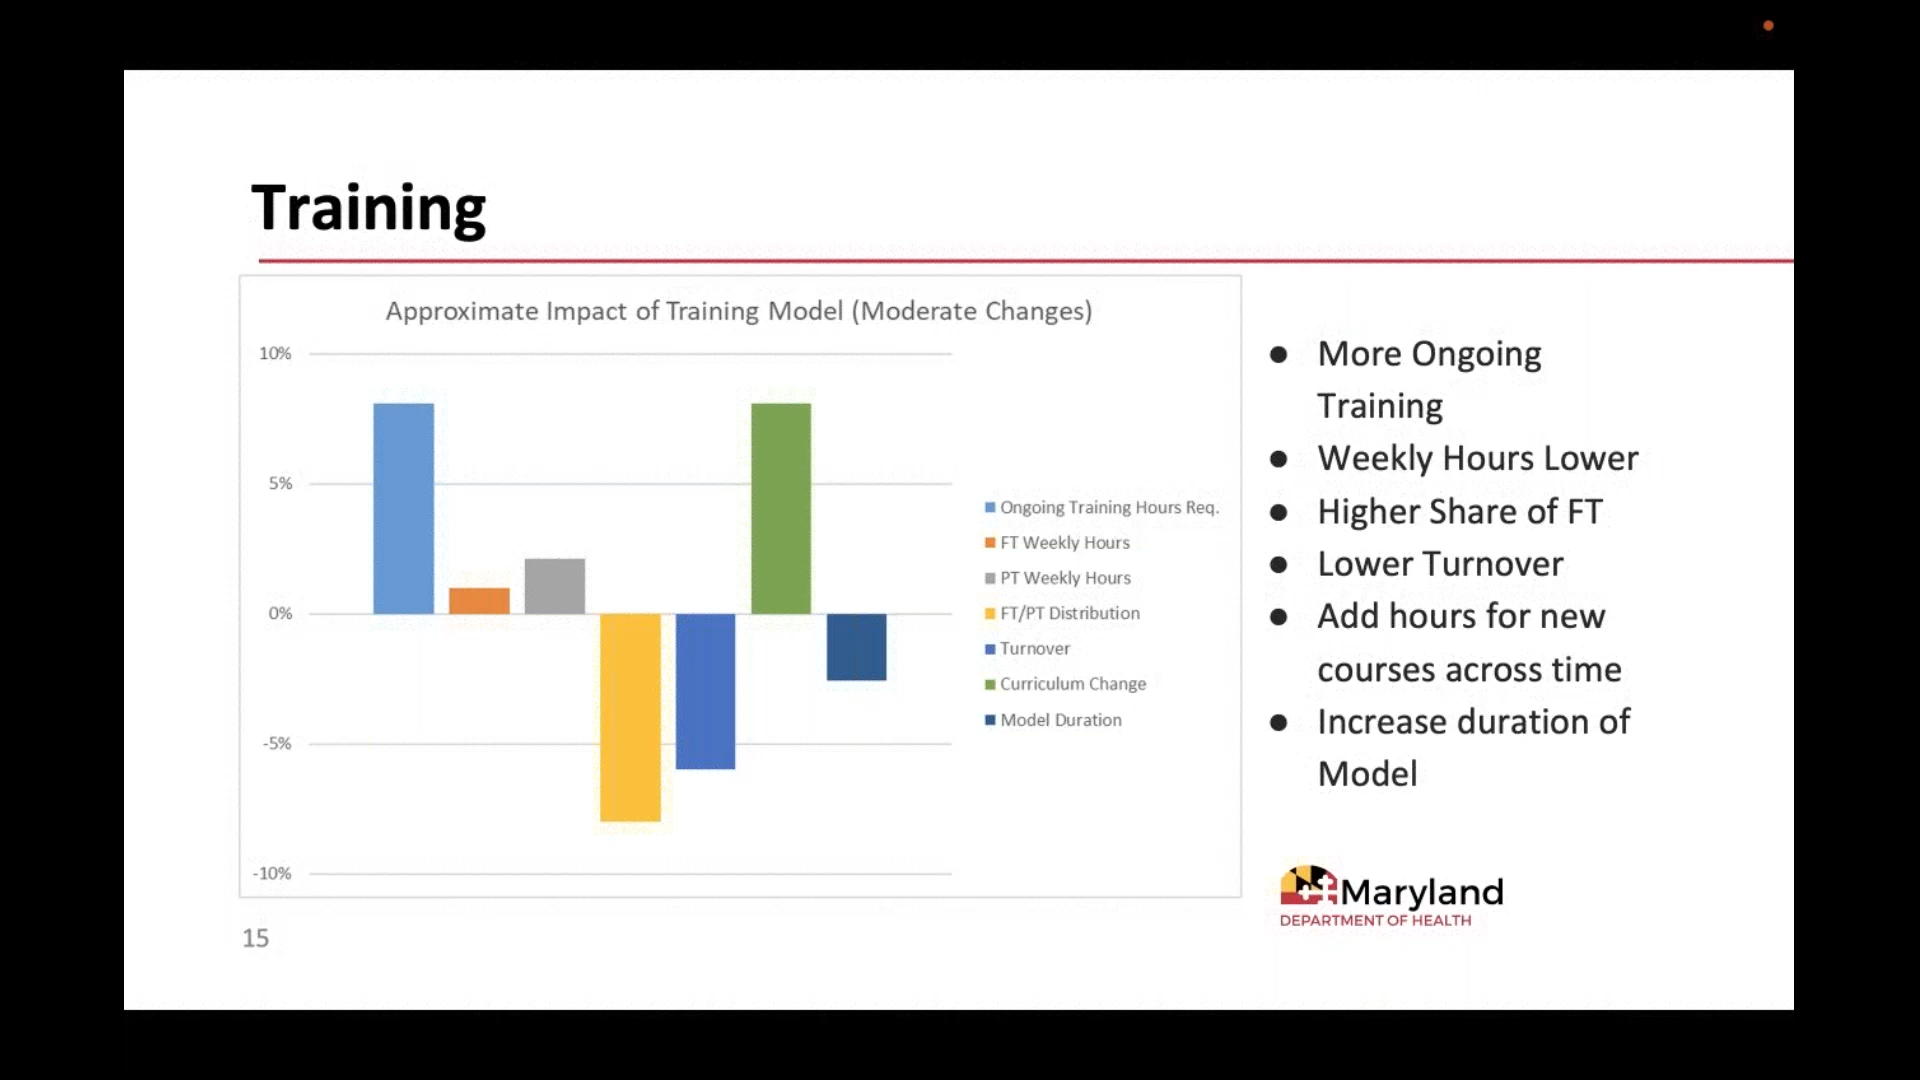 Training
Approximate Impact of Training Model (Moderate Changes)
10%
5%
0%
-5%
-10%
Ongoing Training Hours Req.
FT Weekly Hours
PT Weekly Hours
FT/PT Distribution
Turnover
Curriculum Change
Model Duration
● More Ongoing
Training
● Weekly Hours Lower
● Higher Share of FT
● Lower Turnover
● Add hours for new
courses across time
● Increase duration of
Model
Maryland
DEPARTMENT OF HEALTH
15